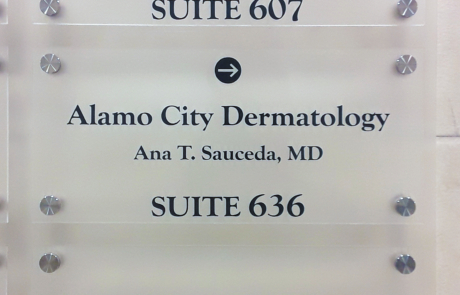 SUITE 607
Alamo City Dermatology
Ana T. Sauceda, MD
SUITE 636